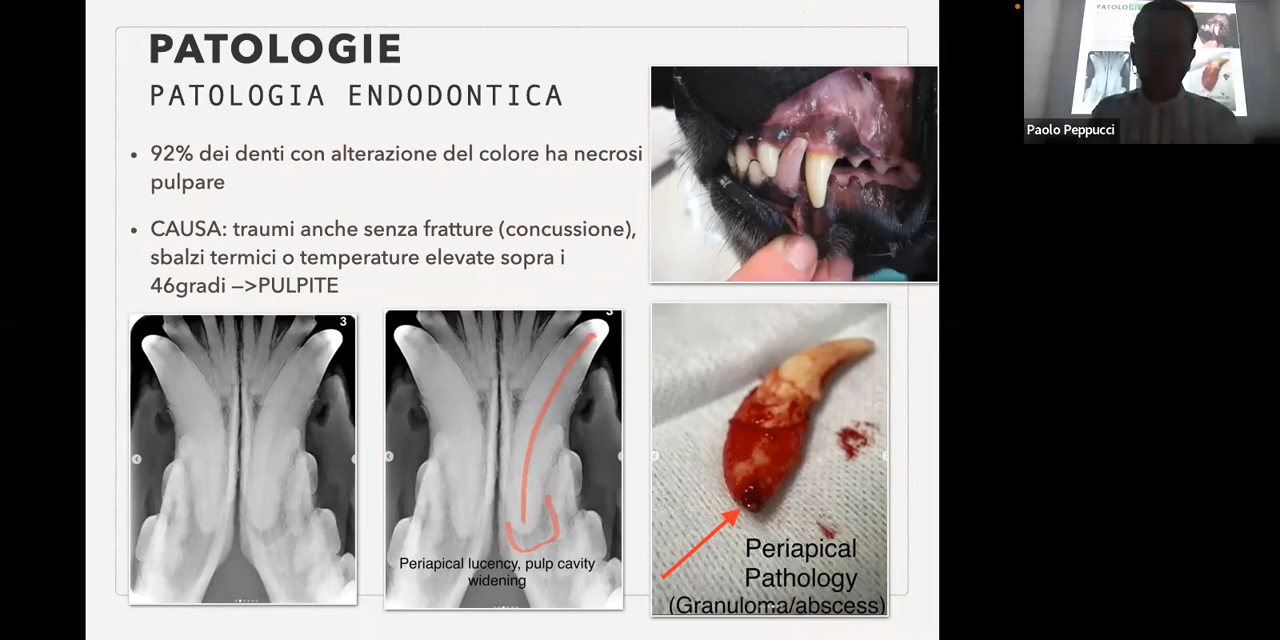 PATOLOGIE
PATOLOGIA ENDODONTICA
• 92% dei denti con alterazione del colore ha necrosi
pulpare
• CAUSA: traumi anche senza fratture (concussione),
sbalzi termici o temperature elevate sopra i
46gradi –>PULPITE
3
3
Periapical lucency, pulp cavity
widening
Periapical
Pathology
(Granuloma/abscess)
Paolo Peppucci
PATOLOGIE